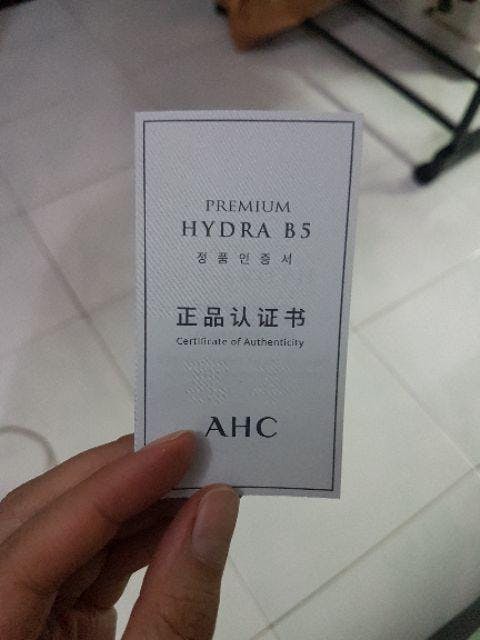 PREMIUM
HYDRA B5
정품인증서
正品认证书
Certificate of Authenticity
AHC